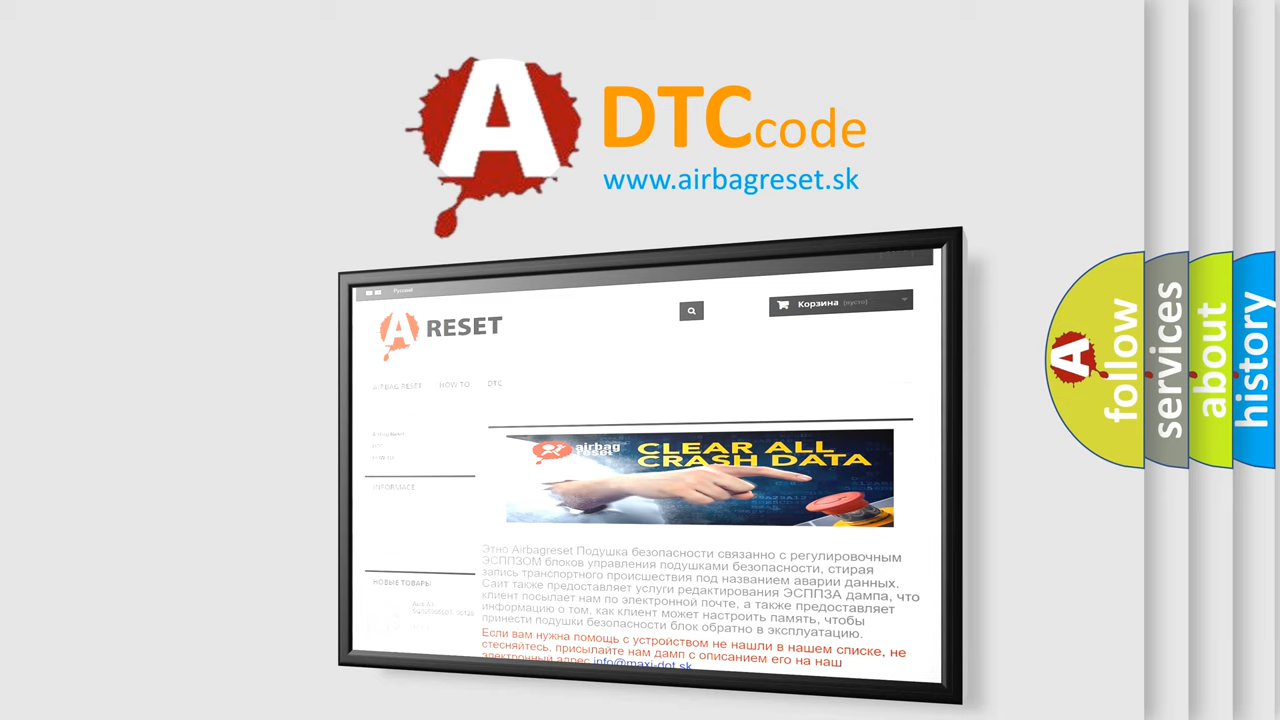 A
DTCcode
www.airbagreset.sk
Русский
Корзина (пусто)
A RESET
AIRBAG RESET HOW TO DTC
INFORMACE
НОВЫЕ ТОВАРЫ
airbag
reset
CLEAR ALL
CRASH DATA
Этно Airbagreset Подушка безопасности связанно с регулировочным
ЭСППЗОМ блоков управления подушками безопасности, стирая
запись транспортного происшествия под названием аварии данных.
Сайт также предоставляет услуги редактирования ЭСППЗА дампа, что
клиент посылает нам по электронной почте, а также предоставляет
информацию о том, как клиент может настроить память, чтобы
принести подушки безопасности блок обратно в эксплуатацию.
Если вам нужна помощь с устройством не нашли в нашем списке, не
стесняйтесь, присылайте нам дамп с описанием его на наш
электронный адрес info@maxi-dot.sk
A
follow
services
about
history